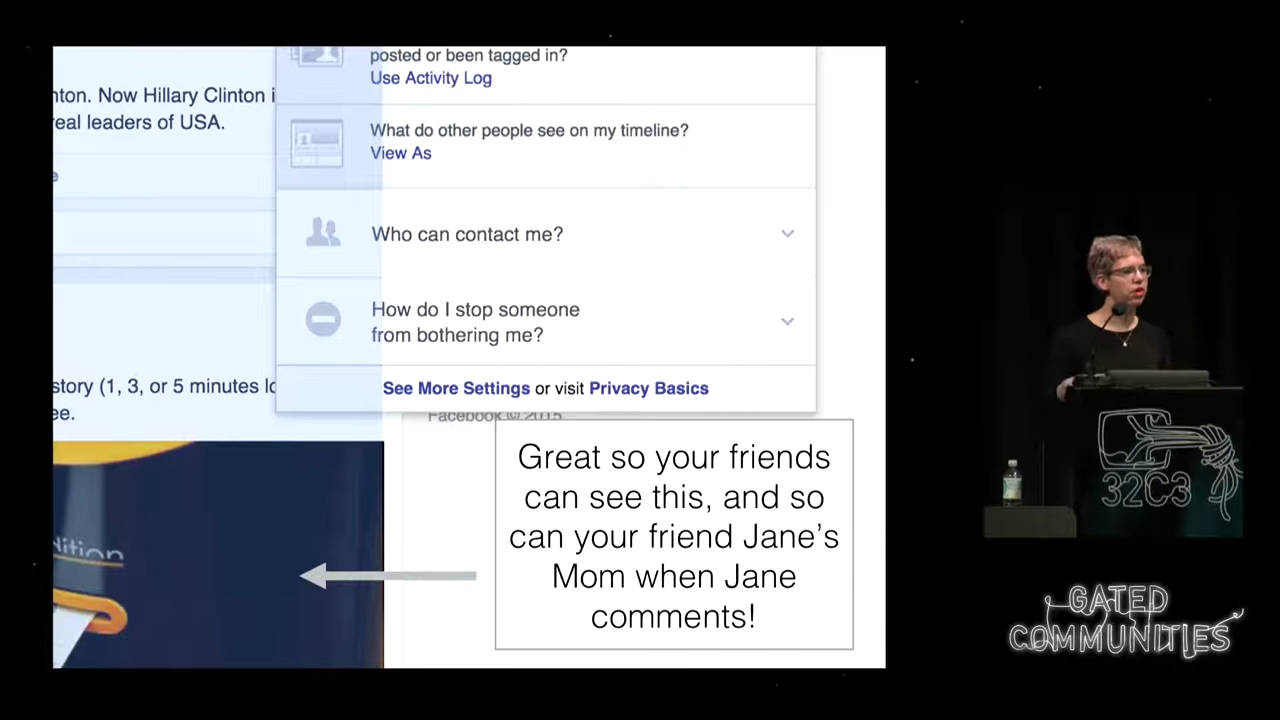 posted or been tagged in?
Use Activity Log
nton. Now Hillary Clinton i
real leaders of USA.
What do other people see on my timeline?
View As
e
Who can contact me?
How do I stop someone
from bothering me?
story (1, 3, or 5 minutes lo
ee.
See More Settings or visit Privacy Basics
Facebook © 2015
Great so your friends
can see this, and so
can your friend Jane's
Mom when Jane
comments!
dition
32C3
GATED
COMMUNITIES